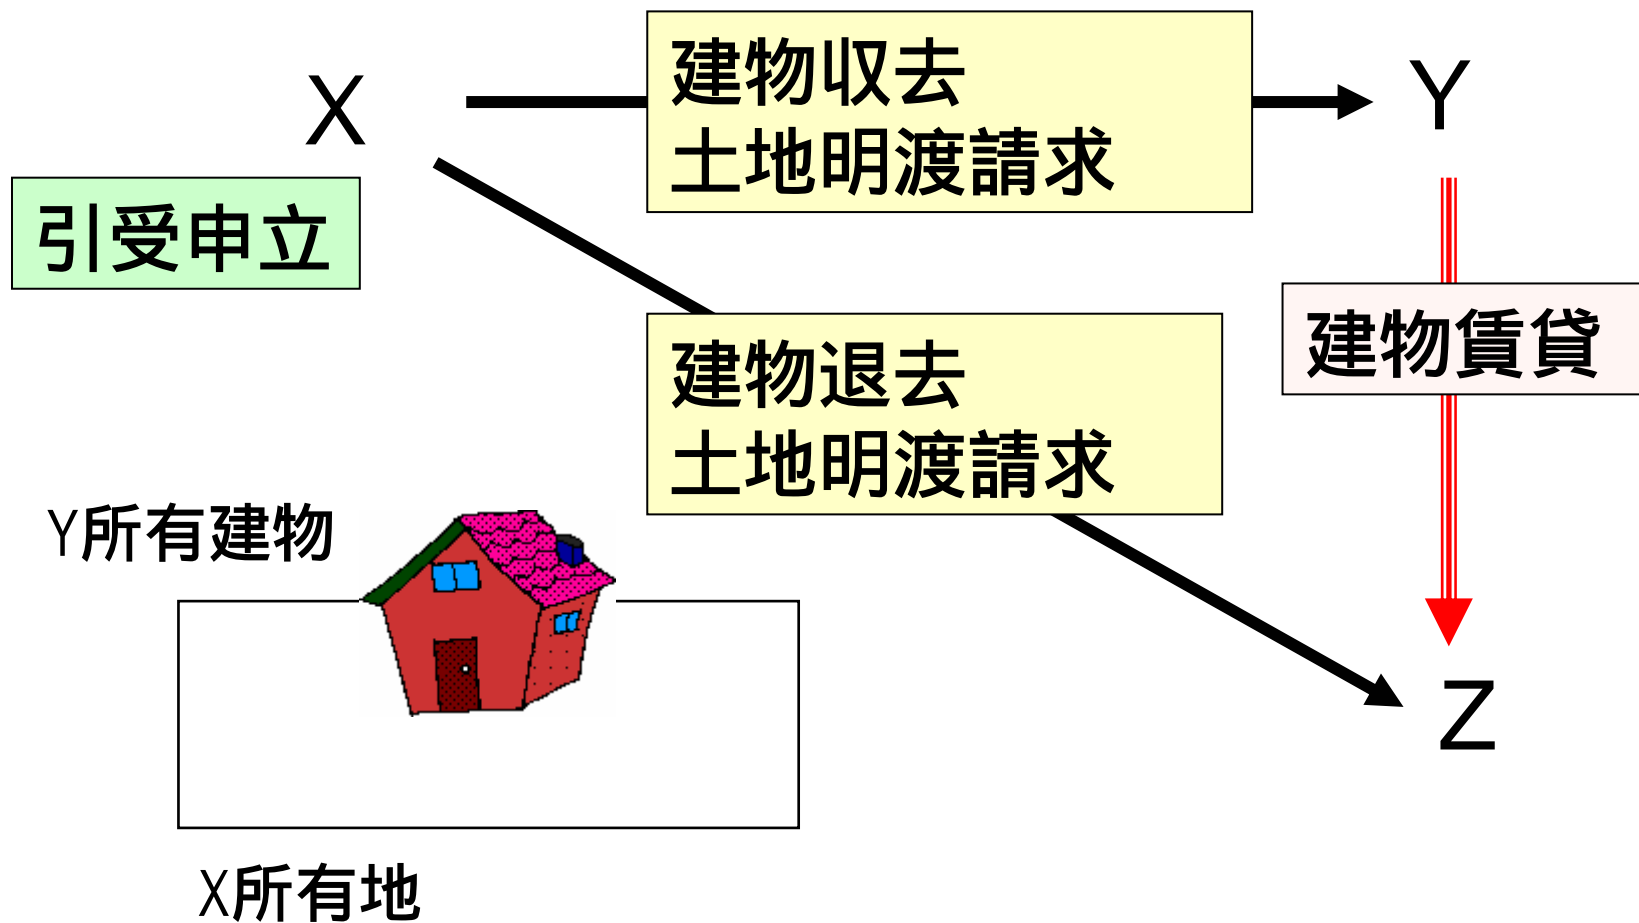 X
建物収去
土地明渡請求
Y
引受申立
建物賃貸
建物退去
土地明渡請求
Y所有建物
Z
X所有地